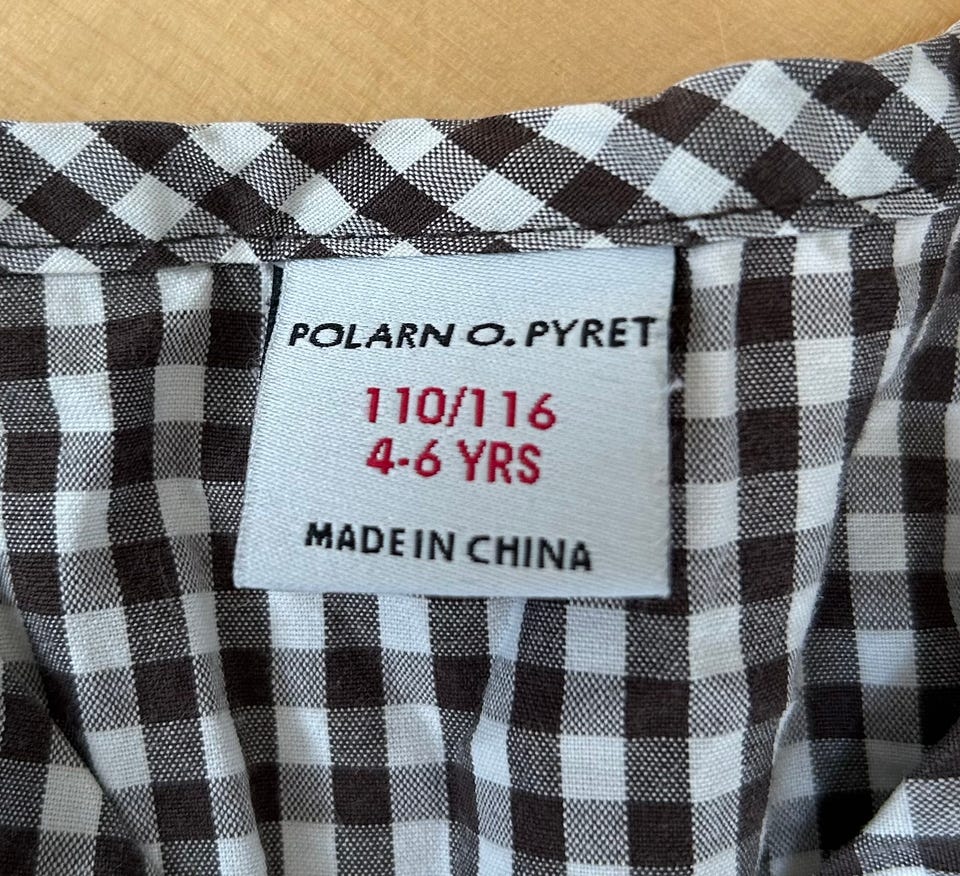 POLARN O. PYRET
110/116
4-6 YRS
MADE IN CHINA